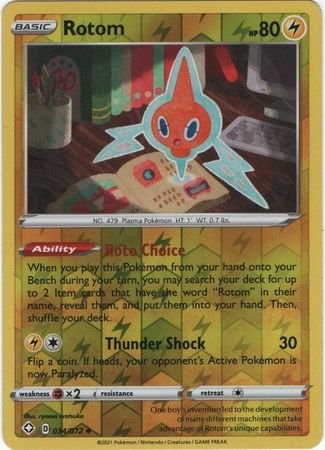 BASIC Rotom HP 80
NO. 479 Plasma Pokémon HT: 1' WT: 0.7 lbs.
Ability Roto Choice
When you play this Pokémon from your hand onto your
Bench during your turn, you may search your deck for up
to 2 Item cards that have the word “Rotom” in their
name, reveal them, and put them into your hand. Then,
shuffle your deck.
Thunder Shock 30
Flip a coin. If heads, your opponent's Active Pokémon is
now Paralyzed.
weakness ×2 resistance retreat
Illus. ryoma uratsuka
D 034/072
One boy's invention led to the development
of many different machines that take
advantage of Rotom's unique capabilities.
©2021 Pokémon / Nintendo / Creatures / GAME FREAK